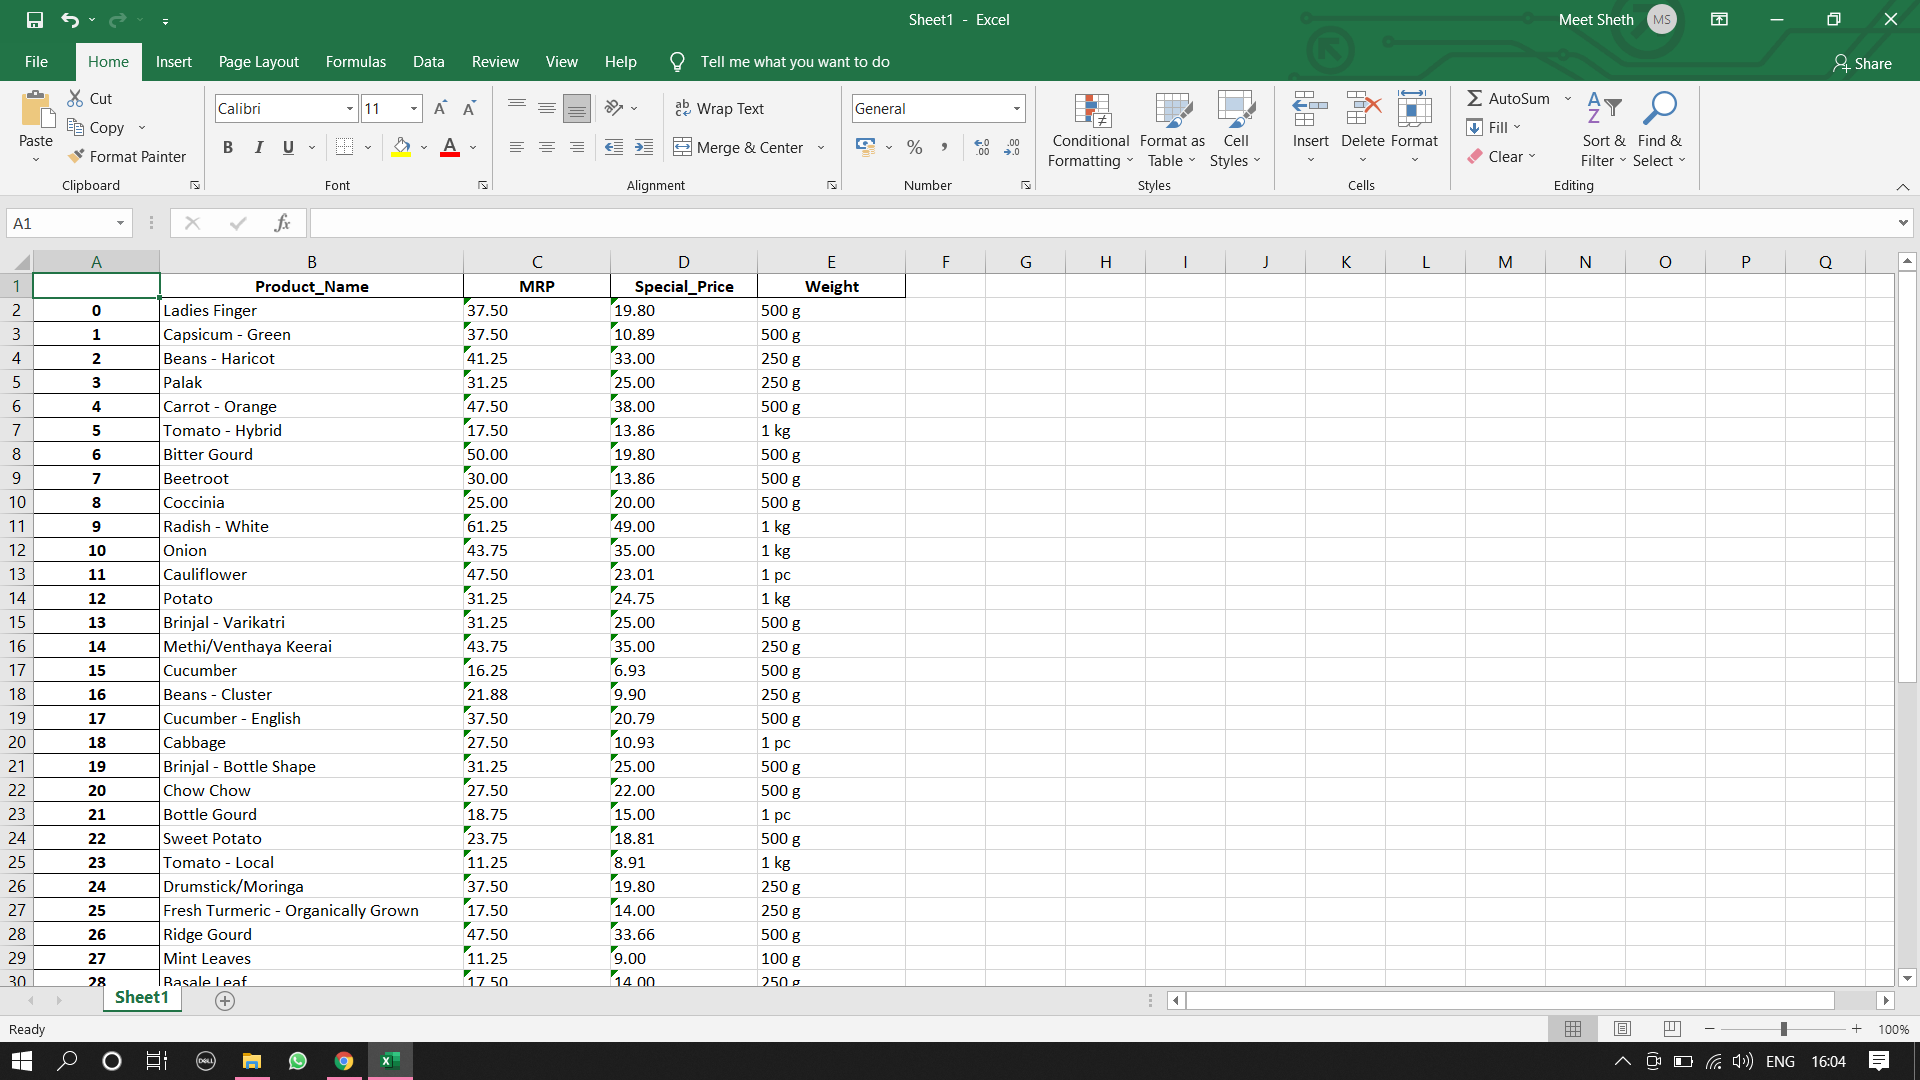 Sheet1 - Excel
Meet Sheth MS
File Home Insert Page Layout Formulas Data Review View Help Tell me what you want to do Share
Paste Cut Copy Format Painter
Clipboard
Calibri 11
B I U
Font
Wrap Text
Merge & Center
Alignment
General
Number
Conditional Formatting Format as Table Cell Styles
Styles
Insert Delete Format
Cells
AutoSum Fill Clear Sort & Filter Find & Select
Editing
A1 fx
A B C D E F G H I J K L M N O P Q
1 Product_Name MRP Special_Price Weight
2 0 Ladies Finger 37.50 19.80 500 g
3 1 Capsicum - Green 37.50 10.89 500 g
4 2 Beans - Haricot 41.25 33.00 250 g
5 3 Palak 31.25 25.00 250 g
6 4 Carrot - Orange 47.50 38.00 500 g
7 5 Tomato - Hybrid 17.50 13.86 1 kg
8 6 Bitter Gourd 50.00 19.80 500 g
9 7 Beetroot 30.00 13.86 500 g
10 8 Coccinia 25.00 20.00 500 g
11 9 Radish - White 61.25 49.00 1 kg
12 10 Onion 43.75 35.00 1 kg
13 11 Cauliflower 47.50 23.01 1 pc
14 12 Potato 31.25 24.75 1 kg
15 13 Brinjal - Varikatri 31.25 25.00 500 g
16 14 Methi/Venthaya Keerai 43.75 35.00 250 g
17 15 Cucumber 16.25 6.93 500 g
18 16 Beans - Cluster 21.88 9.90 250 g
19 17 Cucumber - English 37.50 20.79 500 g
20 18 Cabbage 27.50 10.93 1 pc
21 19 Brinjal - Bottle Shape 31.25 25.00 500 g
22 20 Chow Chow 27.50 22.00 500 g
23 21 Bottle Gourd 18.75 15.00 1 pc
24 22 Sweet Potato 23.75 18.81 500 g
25 23 Tomato - Local 11.25 8.91 1 kg
26 24 Drumstick/Moringa 37.50 19.80 250 g
27 25 Fresh Turmeric - Organically Grown 17.50 14.00 250 g
28 26 Ridge Gourd 47.50 33.66 500 g
29 27 Mint Leaves 11.25 9.00 100 g
30 28 Basale Leaf 17.50 14.00 250 g
Sheet1
Ready
100%
DELL
ENG 16:04